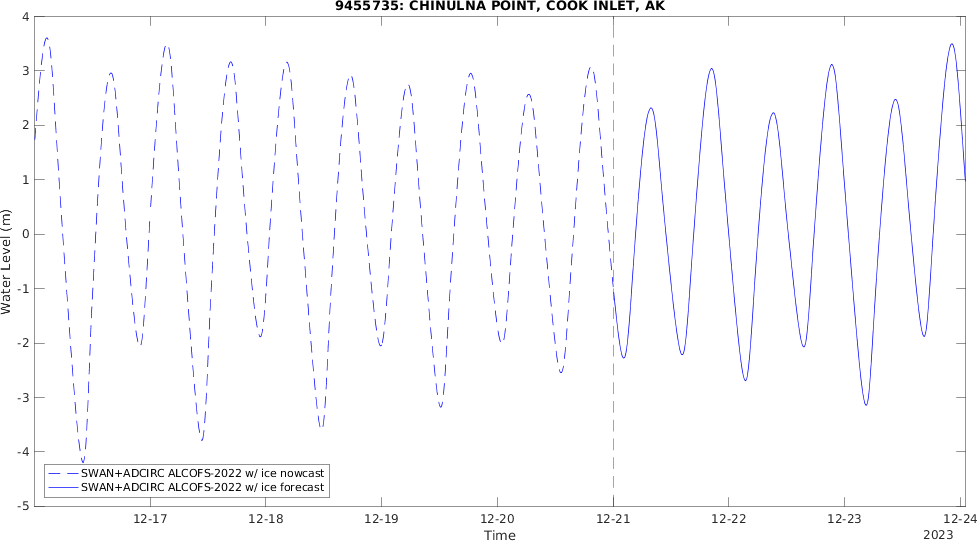 9455735: CHINULNA POINT, COOK INLET, AK
4
3
2
1
0
-1
-2
-3
-4
-5
Water Level (m)
SWAN+ADCIRC ALCOFS-2022 w/ ice nowcast
SWAN+ADCIRC ALCOFS-2022 w/ ice forecast
12-17 12-18 12-19 12-20 12-21 12-22 12-23 12-24
Time
2023